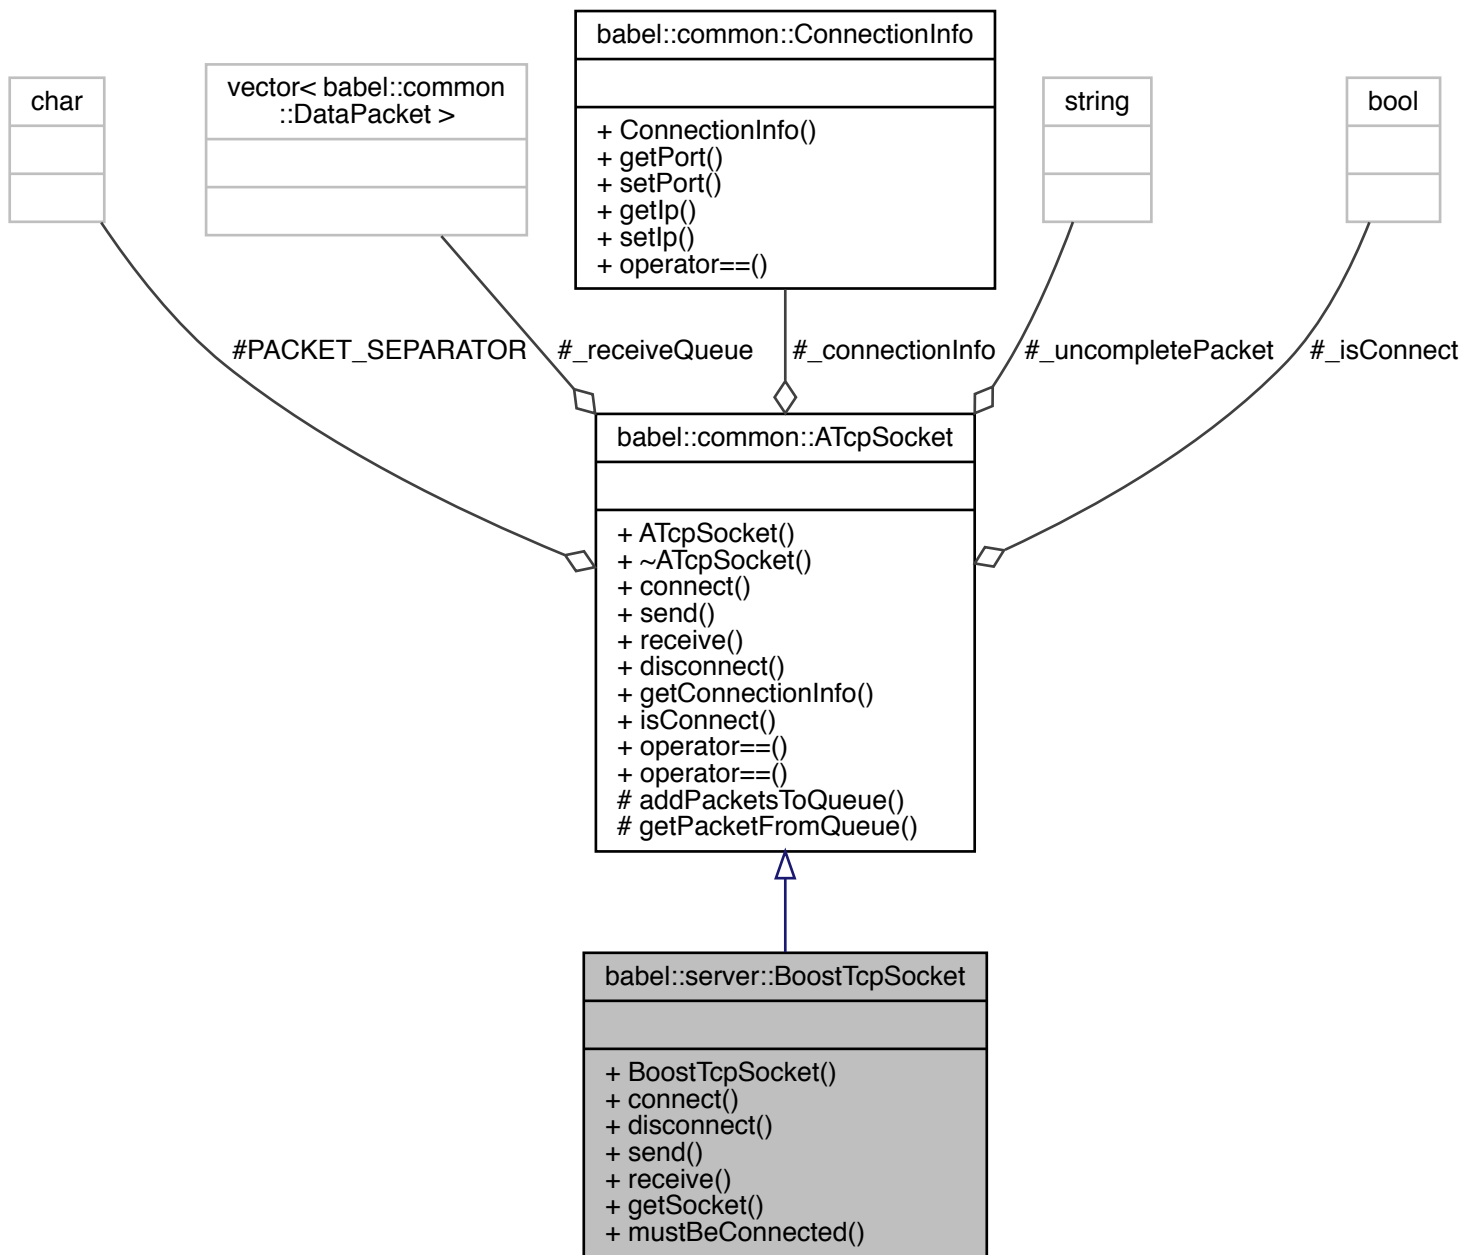 babel::common::ConnectionInfo
+ ConnectionInfo()
+ getPort()
+ setPort()
+ getIp()
+ setIp()
+ operator==()
char
vector< babel::common
::DataPacket >
string
bool
#PACKET_SEPARATOR
#_receiveQueue
#_connectionInfo
#_uncompletePacket
#_isConnect
babel::common::ATcpSocket
+ ATcpSocket()
+ ~ATcpSocket()
+ connect()
+ send()
+ receive()
+ disconnect()
+ getConnectionInfo()
+ isConnect()
+ operator==()
+ operator==()
# addPacketsToQueue()
# getPacketFromQueue()
babel::server::BoostTcpSocket
+ BoostTcpSocket()
+ connect()
+ disconnect()
+ send()
+ receive()
+ getSocket()
+ mustBeConnected()